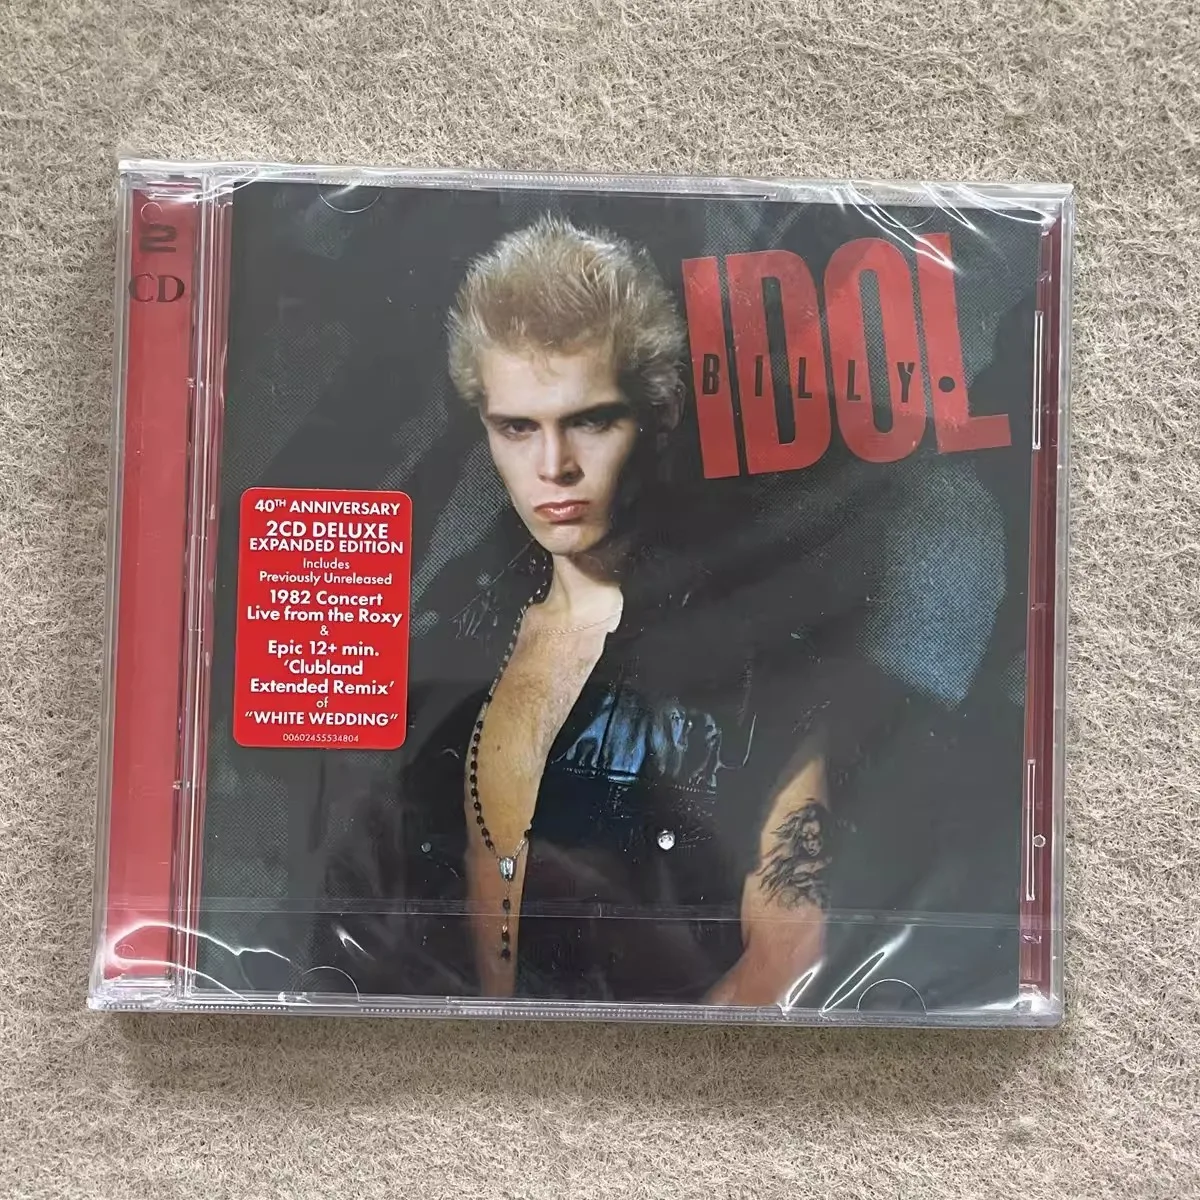 2
CD
IDOL
BILLY.
40TH ANNIVERSARY
2CD DELUXE
EXPANDED EDITION
Includes
Previously Unreleased
1982 Concert
Live from the Roxy
&
Epic 12+ min.
‘Clubland
Extended Remix’
of
“WHITE WEDDING”
00602455534804